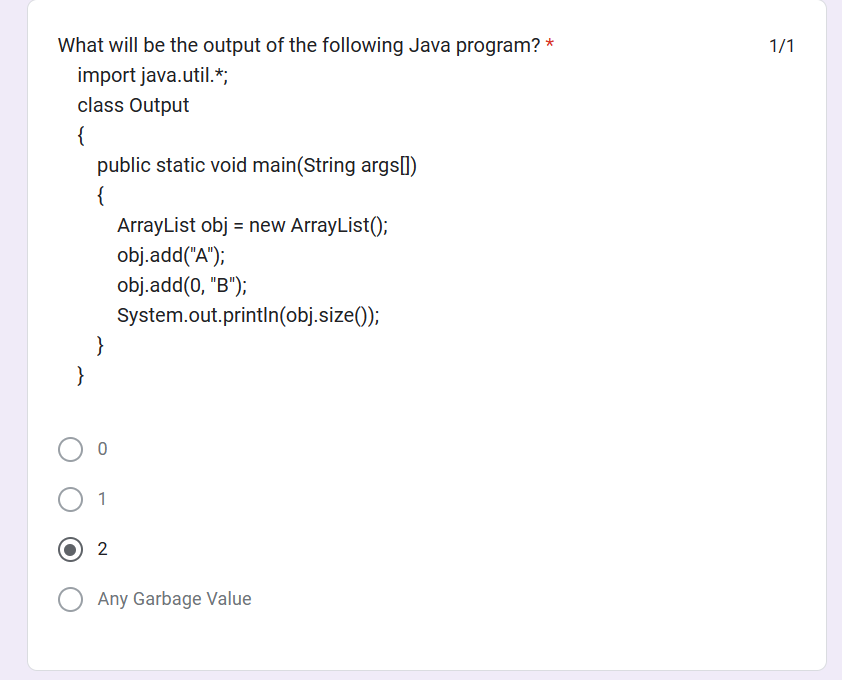 What will be the output of the following Java program? *
1/1
import java.util.*;
class Output
{
public static void main(String args[])
{
ArrayList obj = new ArrayList();
obj.add("A");
obj.add(0, "B");
System.out.println(obj.size());
}
}
0
1
2
Any Garbage Value